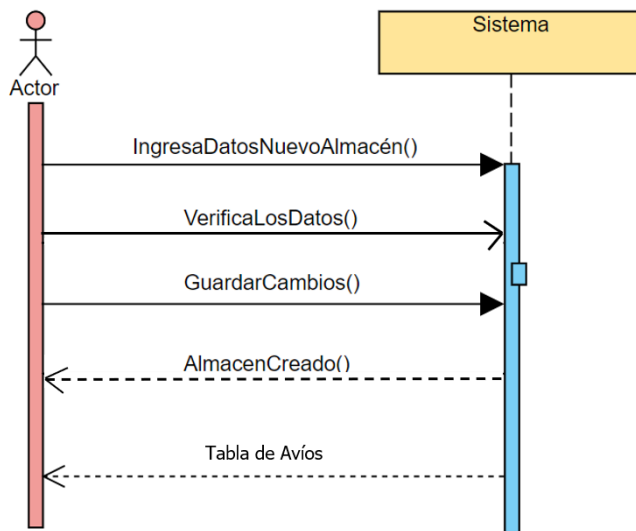 Sistema
Actor
IngresaDatosNuevoAlmacén()
VerificaLosDatos()
GuardarCambios()
AlmacenCreado()
Tabla de Avíos